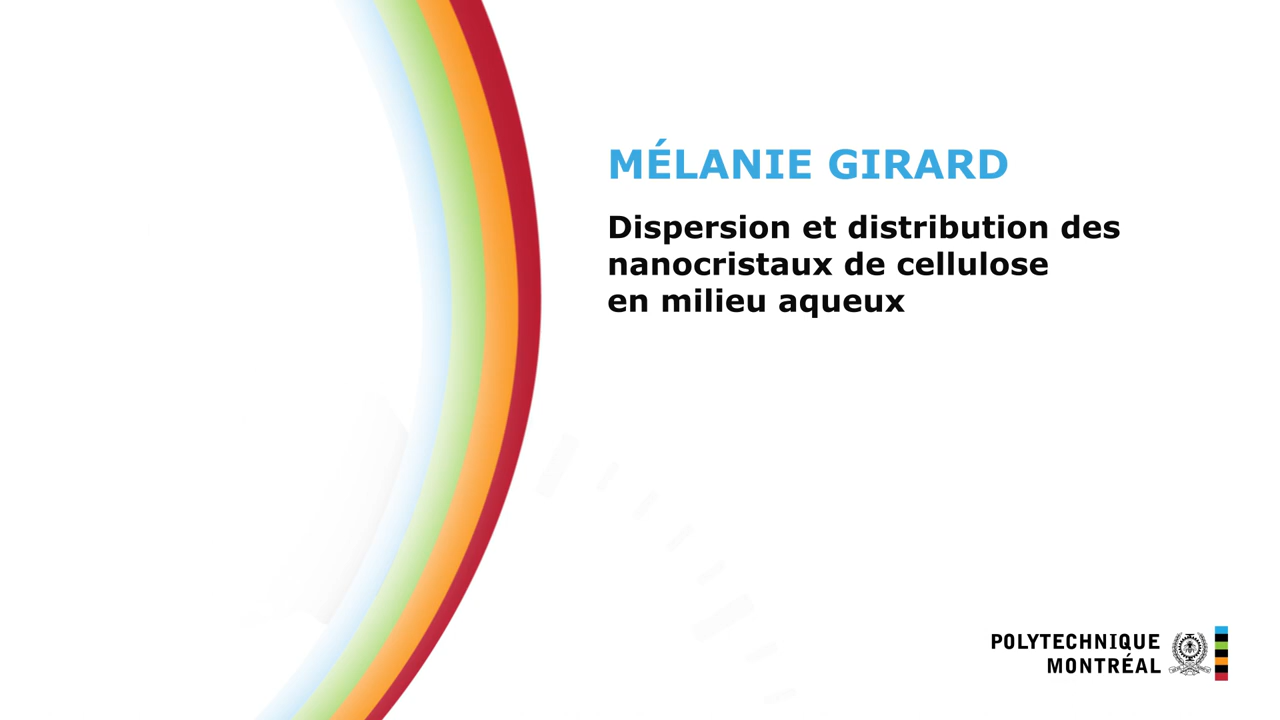 MÉLANIE GIRARD
Dispersion et distribution des
nanocristaux de cellulose
en milieu aqueux
POLYTECHNIQUE
MONTRÉAL